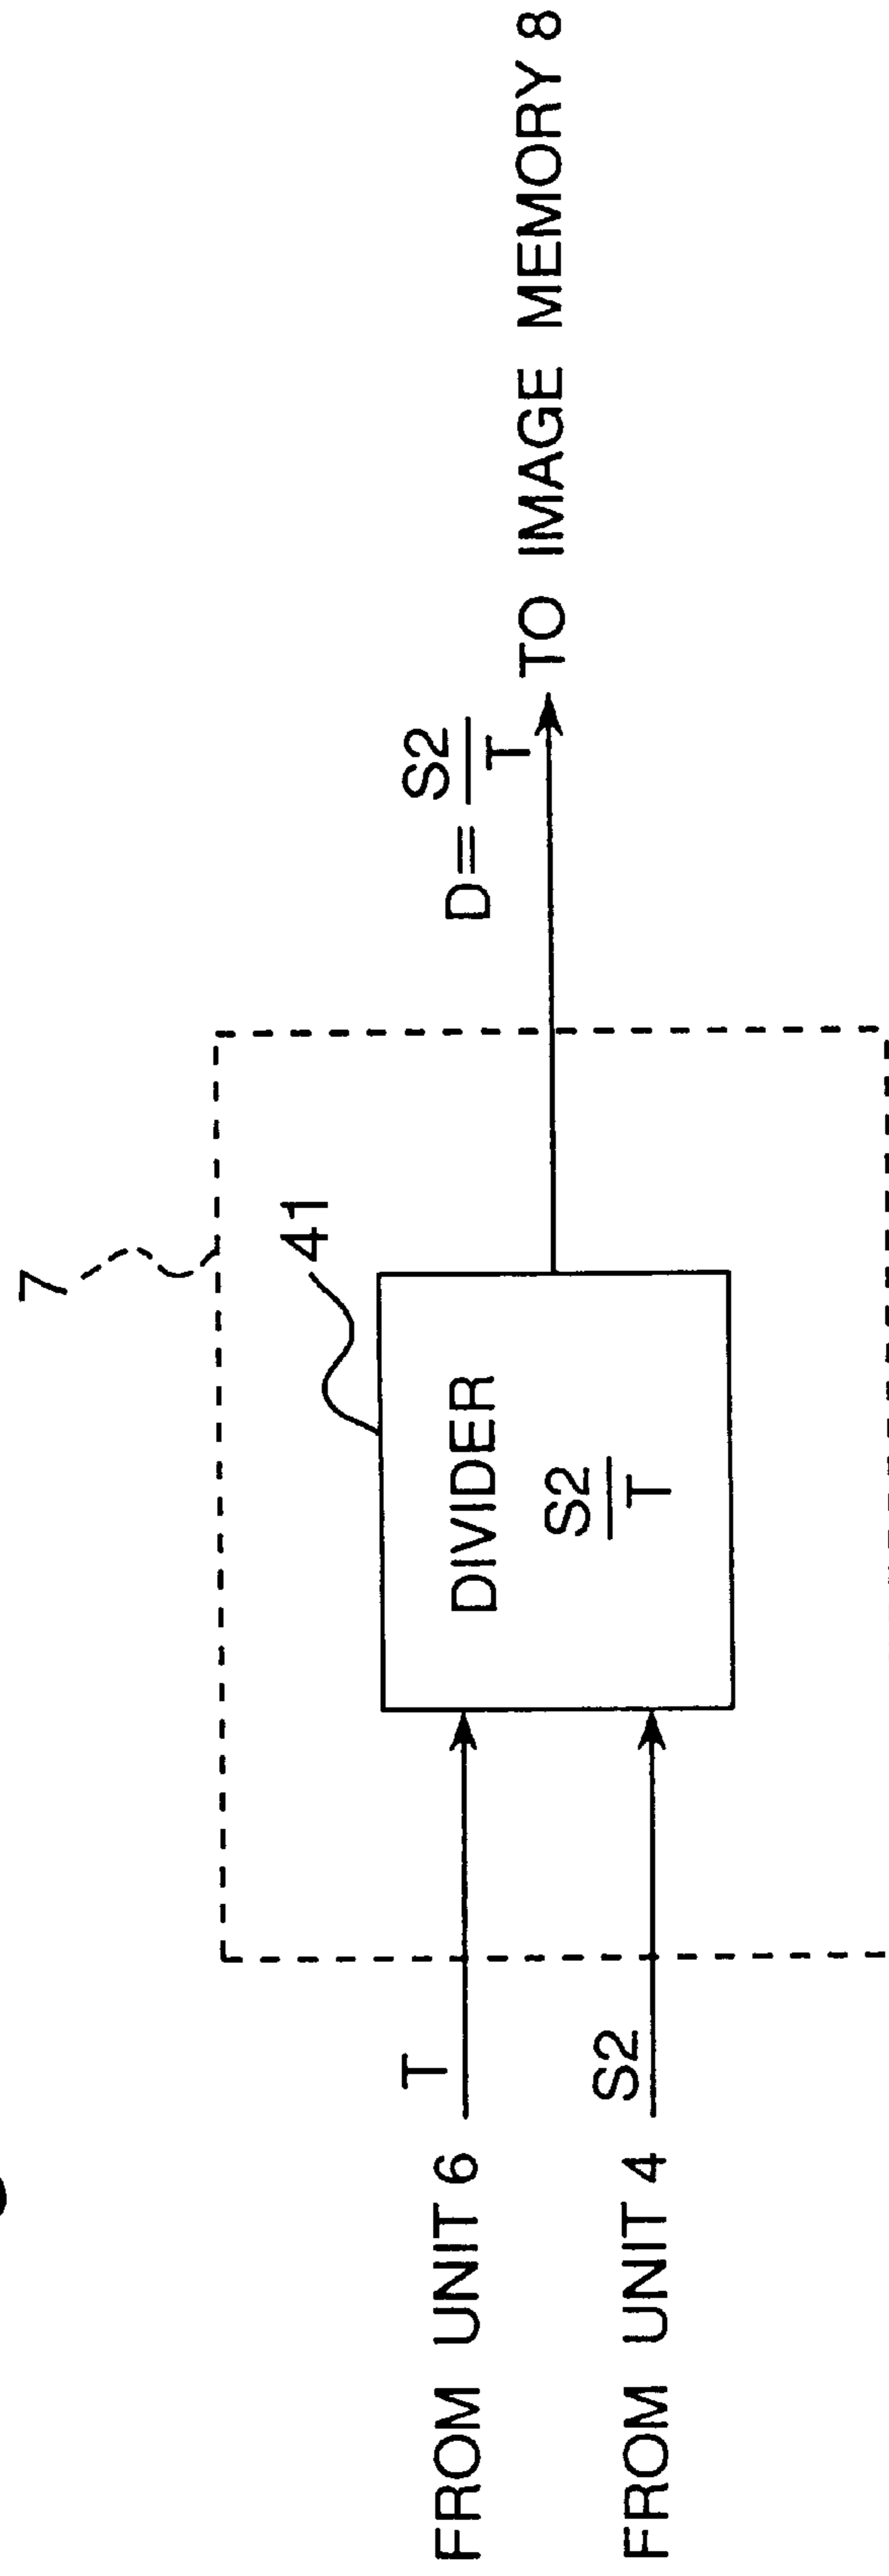 7
41
FROM UNIT 6
T
FROM UNIT 4
S2
DIVIDER
S2
T
D= S2
T
TO IMAGE MEMORY 8